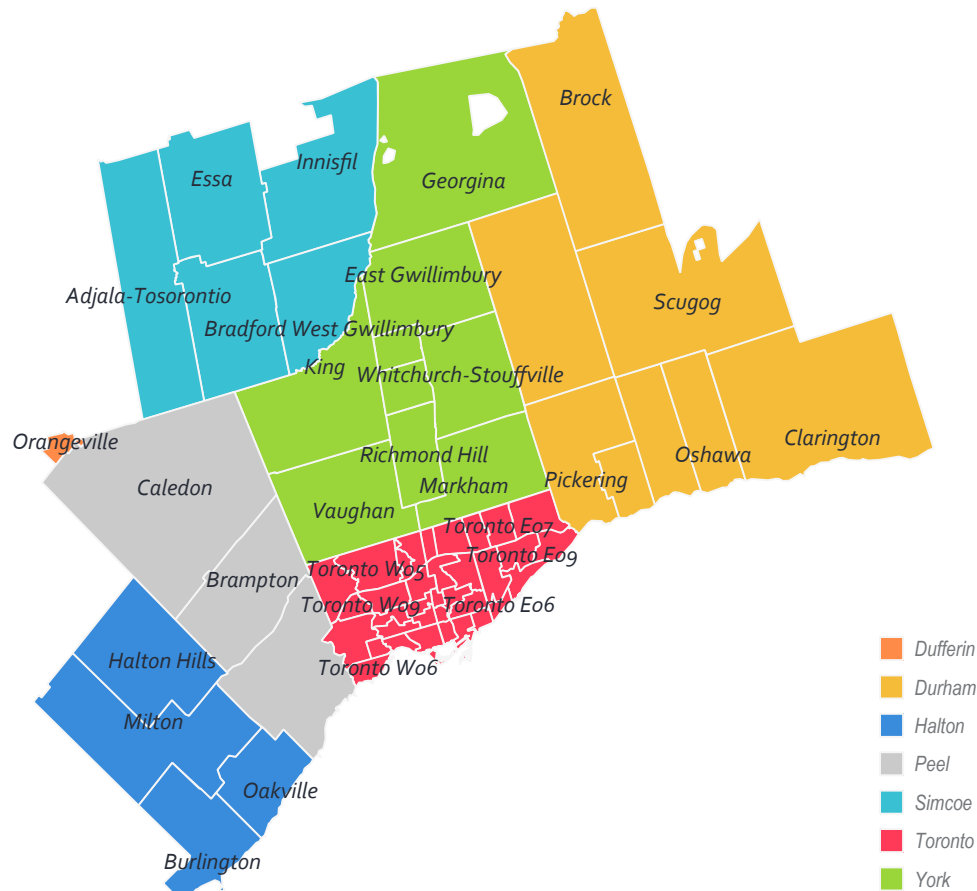 Brock
Innisfil
Essa
Georgina
East Gwillimbury
Adjala-Tosorontio
Scugog
Bradford West Gwillimbury
King
Whitchurch-Stouffville
Orangeville
Clarington
Richmond Hill
Oshawa
Pickering
Caledon
Markham
Vaughan
Toronto E07
Toronto E09
Toronto W05
Brampton
Toronto W09
Toronto E06
Halton Hills
Toronto W06
Milton
Oakville
Burlington
Dufferin
Durham
Halton
Peel
Simcoe
Toronto
York